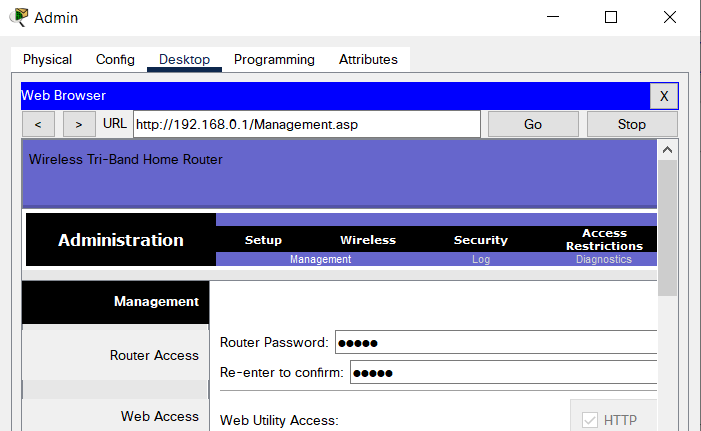 Admin
Physical Config Desktop Programming Attributes
Web Browser X
< > URL http://192.168.0.1/Management.asp Go Stop
Wireless Tri-Band Home Router
Administration Setup Wireless Security Access Restrictions
Management Log Diagnostics
Management
Router Access
Router Password: ●●●●●
Re-enter to confirm: ●●●●●
Web Access
Web Utility Access: HTTP